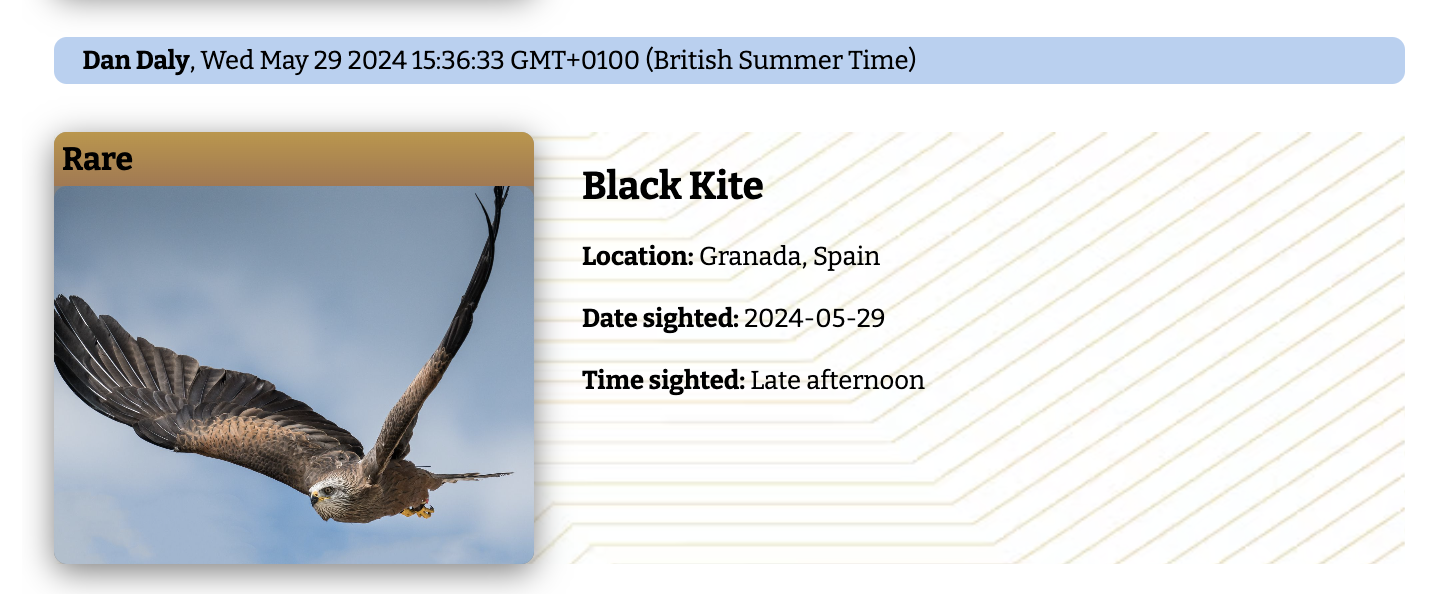 Dan Daly, Wed May 29 2024 15:36:33 GMT+0100 (British Summer Time)
Rare
Black Kite
Location: Granada, Spain
Date sighted: 2024-05-29
Time sighted: Late afternoon